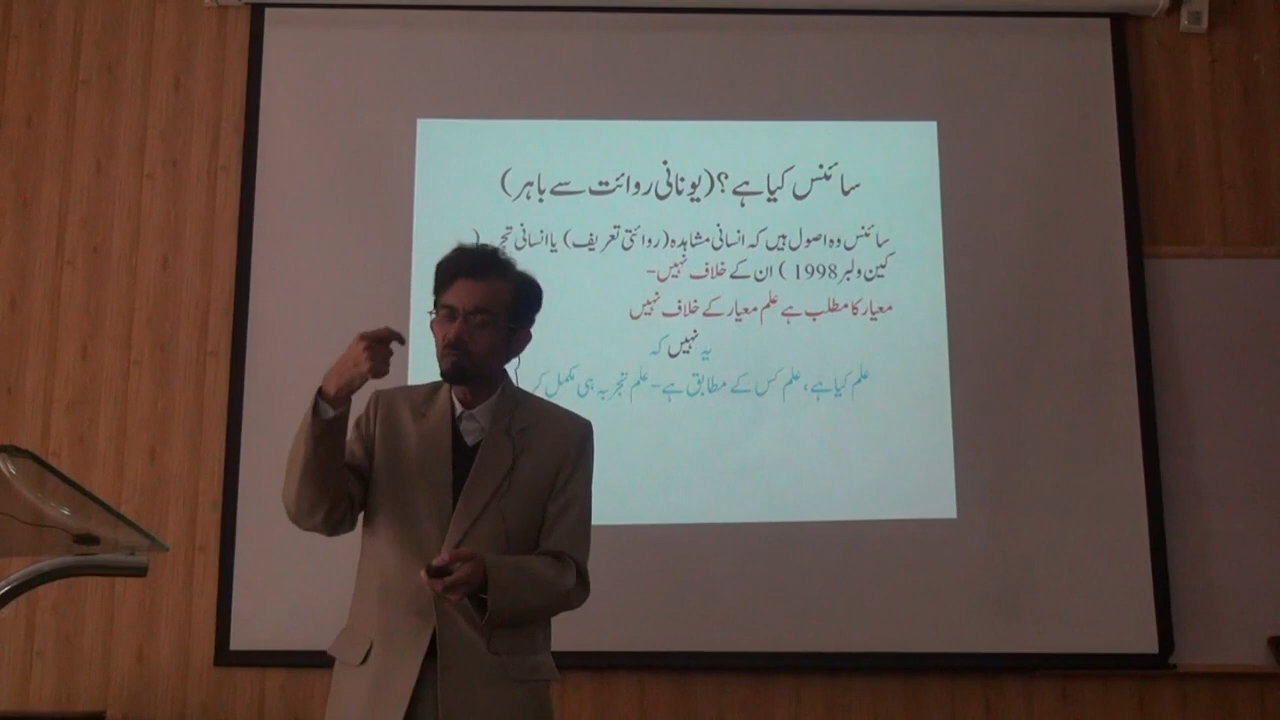 سائنس کیا ہے؟ (یونانی روائت سے باہر)
سائنس وہ اصول ہیں کہ انسانی مشاہدہ (روائتی تعریف) یا انسانی
کین ولبر 1998 ) ان کے خلاف نہیں-
معیار کا مطلب ہے علم معیار کے خلاف نہیں
یہ نہیں کہ
علم کیا ہے، علم کس کے مطابق ہے- علم تجربہ ہی مکمل